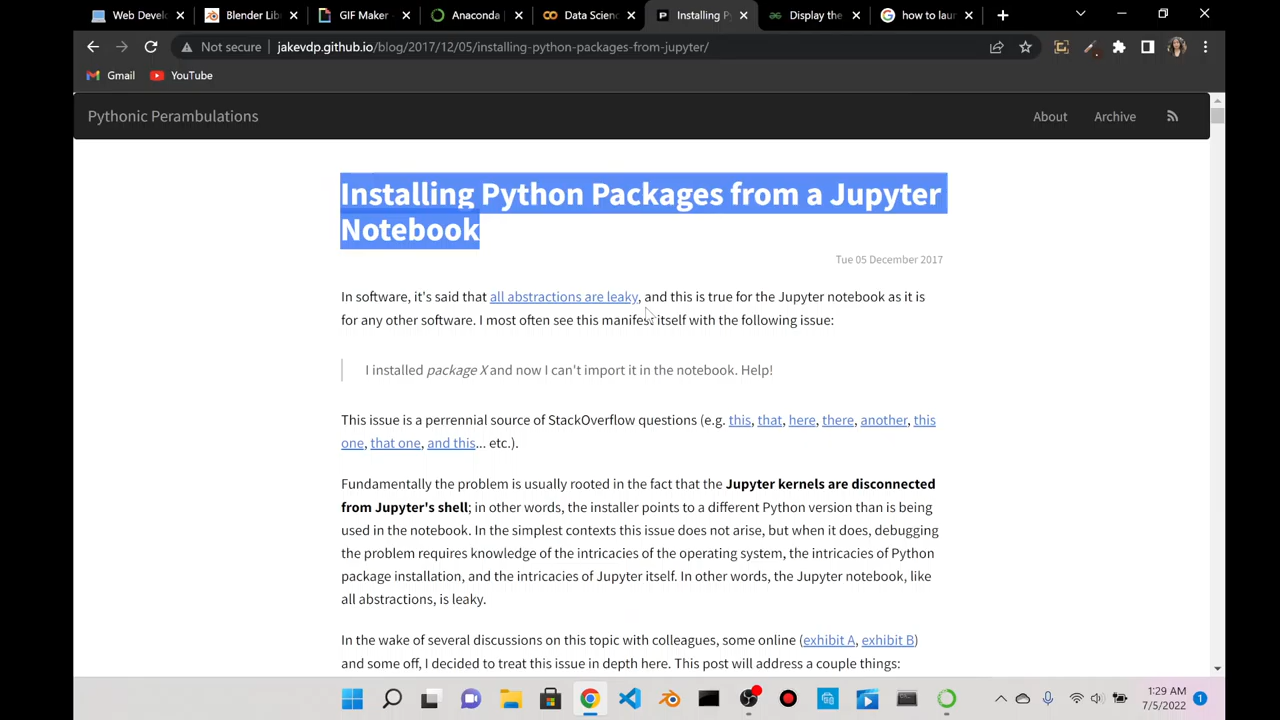 Web Develo
Blender Lib
GIF Maker -
Anaconda |
Data Scienc
Installing Py
Display the
how to laun
Not secure
jakevdp.github.io/blog/2017/12/05/installing-python-packages-from-jupyter/
Gmail
YouTube
Pythonic Perambulations
About
Archive
Installing Python Packages from a Jupyter
Notebook
Tue 05 December 2017
In software, it's said that all abstractions are leaky, and this is true for the Jupyter notebook as it is
for any other software. I most often see this manifest itself with the following issue:
I installed package X and now I can't import it in the notebook. Help!
This issue is a perrennial source of StackOverflow questions (e.g. this, that, here, there, another, this
one, that one, and this... etc.).
Fundamentally the problem is usually rooted in the fact that the Jupyter kernels are disconnected
from Jupyter's shell; in other words, the installer points to a different Python version than is being
used in the notebook. In the simplest contexts this issue does not arise, but when it does, debugging
the problem requires knowledge of the intricacies of the operating system, the intricacies of Python
package installation, and the intricacies of Jupyter itself. In other words, the Jupyter notebook, like
all abstractions, is leaky.
In the wake of several discussions on this topic with colleagues, some online (exhibit A, exhibit B)
and some off, I decided to treat this issue in depth here. This post will address a couple things:
1:29 AM
7/5/2022
1